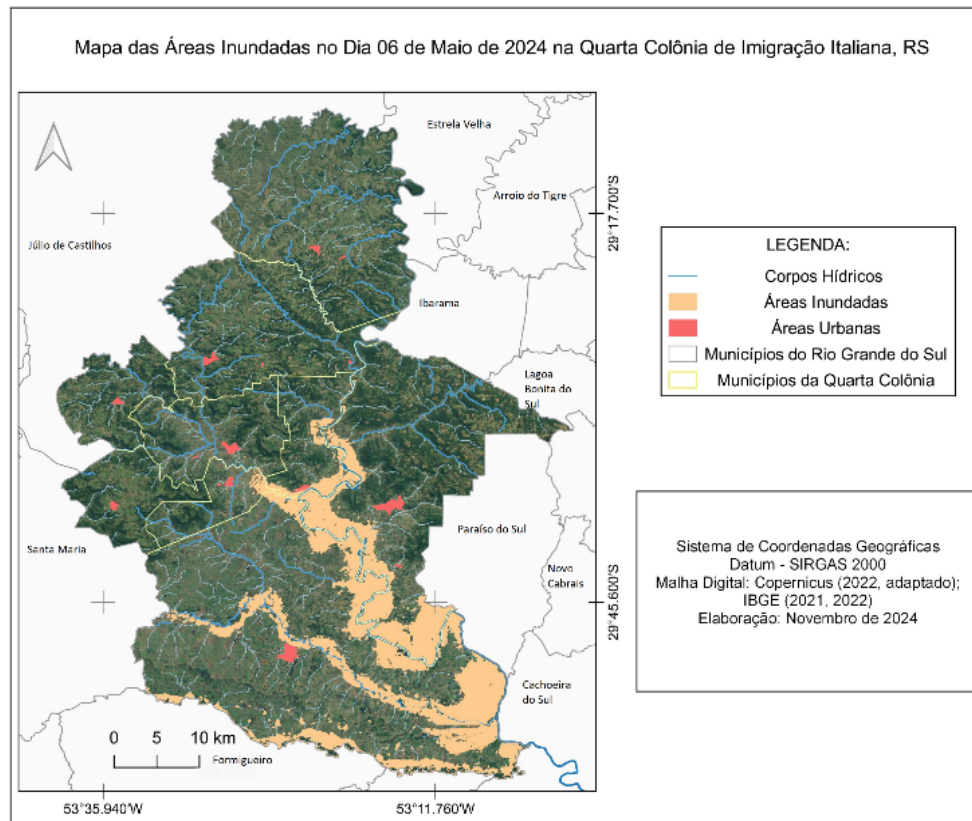 Mapa das Áreas Inundadas no Dia 06 de Maio de 2024 na Quarta Colônia de Imigração Italiana, RS
Estrela Velha
Arroio do Tigre
29°17.700'S
Júlio de Castilhos
Ibarama
Lagoa
Bonita do
Sul
Paraíso do Sul
Santa Maria
Novo
Cabrais
29°45.600'S
Cachoeira
do Sul
0 5 10 km
Formigueiro
53°35.940'W
53°11.760'W
LEGENDA:
Corpos Hídricos
Áreas Inundadas
Áreas Urbanas
Municípios do Rio Grande do Sul
Municípios da Quarta Colônia
Sistema de Coordenadas Geográficas
Datum - SIRGAS 2000
Malha Digital: Copernicus (2022, adaptado);
IBGE (2021, 2022)
Elaboração: Novembro de 2024